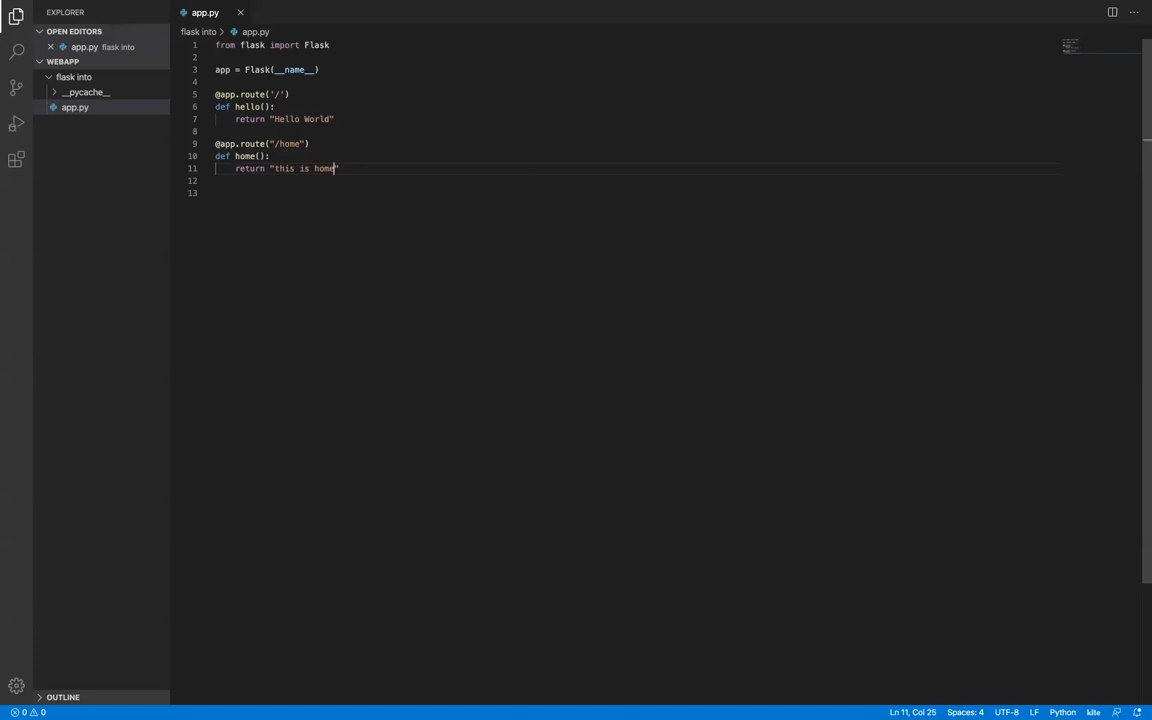 EXPLORER
OPEN EDITORS
app.py flask into
WEBAPP
flask into
__pycache__
app.py
OUTLINE
app.py
flask into app.py
1 from flask import Flask
2
3 app = Flask(__name__)
4
5 @app.route('/')
6 def hello():
7 return "Hello World"
8
9 @app.route("/home")
10 def home():
11 return "this is home"
12
13
0 0
Ln 11, Col 25 Spaces: 4 UTF-8 LF Python kite